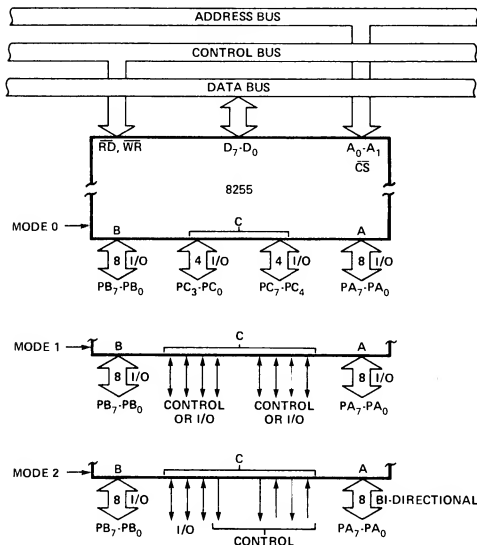 ADDRESS BUS
CONTROL BUS
DATA BUS
RD, WR
D7-D0
A0-A1
CS
8255
MODE 0
B
C
A
8 I/O
4 I/O
4 I/O
8 I/O
PB7-PB0
PC3-PC0
PC7-PC4
PA7-PA0
MODE 1
B
C
A
8 I/O
8 I/O
PB7-PB0
CONTROL
OR I/O
CONTROL
OR I/O
PA7-PA0
MODE 2
B
C
A
8 I/O
8 BI-DIRECTIONAL
PB7-PB0
I/O
CONTROL
PA7-PA0